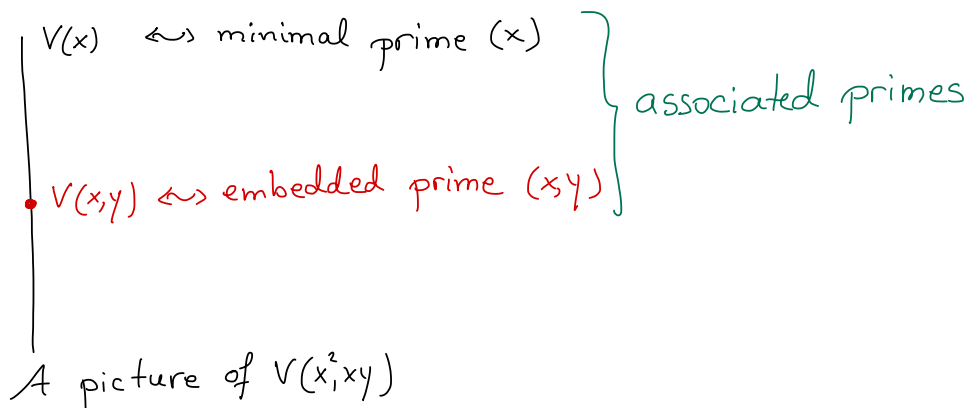 V(x) ⇝ minimal prime (x)
associated primes
V(x,y) ⇝ embedded prime (x,y)
A picture of V(x²,xy)